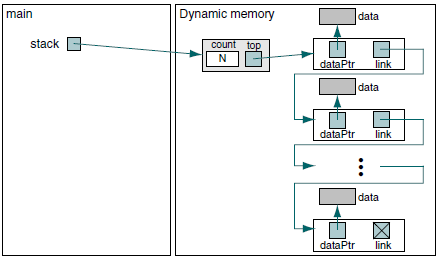 main
Dynamic memory
data
stack
count top
N
dataPtr link
data
dataPtr link
data
dataPtr link